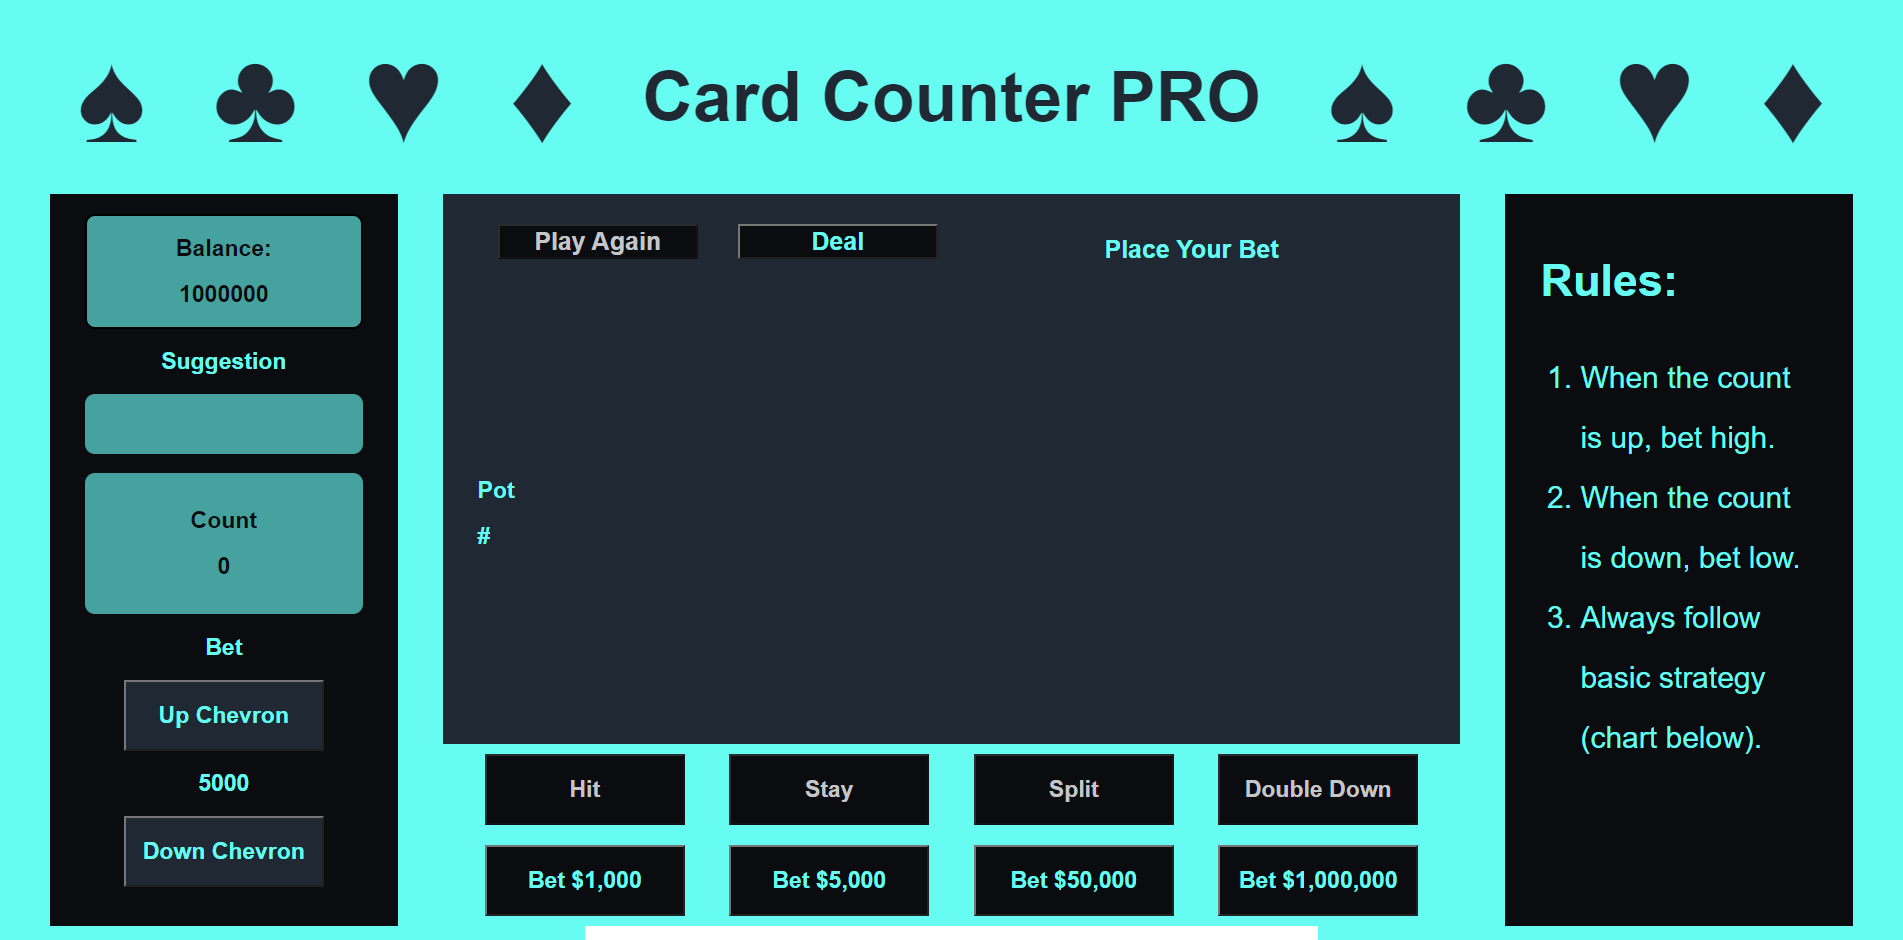 ♠ ♣ ♥ ♦ Card Counter PRO ♠ ♣ ♥ ♦
Balance:
1000000
Suggestion
Count
0
Bet
Up Chevron
5000
Down Chevron
Play Again
Deal
Place Your Bet
Pot
#
Hit
Stay
Split
Double Down
Bet $1,000
Bet $5,000
Bet $50,000
Bet $1,000,000
Rules:
1. When the count
is up, bet high.
2. When the count
is down, bet low.
3. Always follow
basic strategy
(chart below).